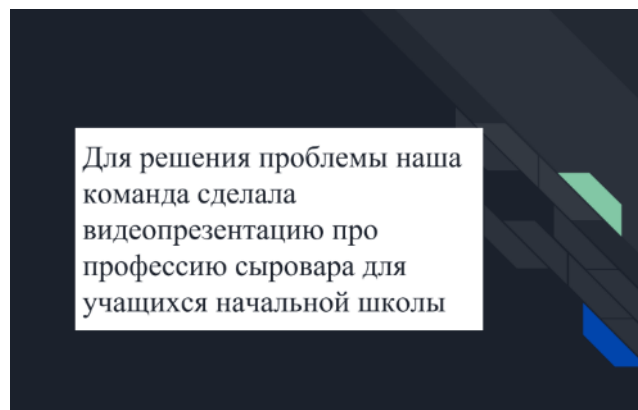 Для решения проблемы наша
команда сделала
видеопрезентацию про
профессию сыровара для
учащихся начальной школы